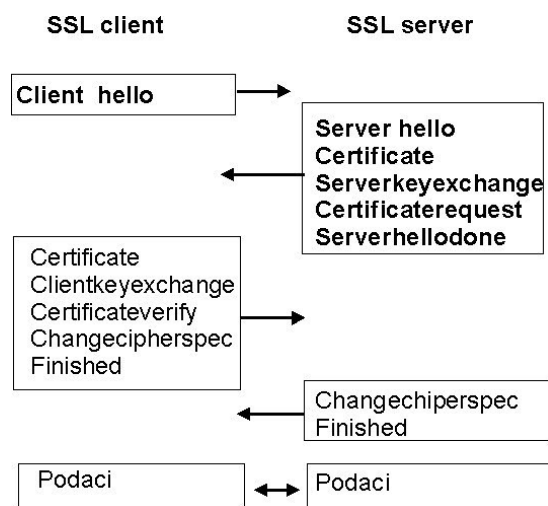 SSL client
SSL server
Client hello
Server hello
Certificate
Serverkeyexchange
Certificaterequest
Serverhellodone
Certificate
Clientkeyexchange
Certificateverify
Changecipherspec
Finished
Changechiperspec
Finished
Podaci
Podaci